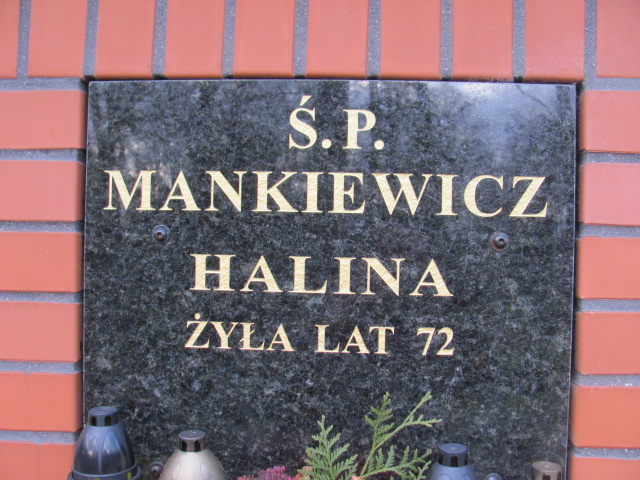 Ś.P.
MANKIEWICZ
HALINA
ŻYŁA LAT 72